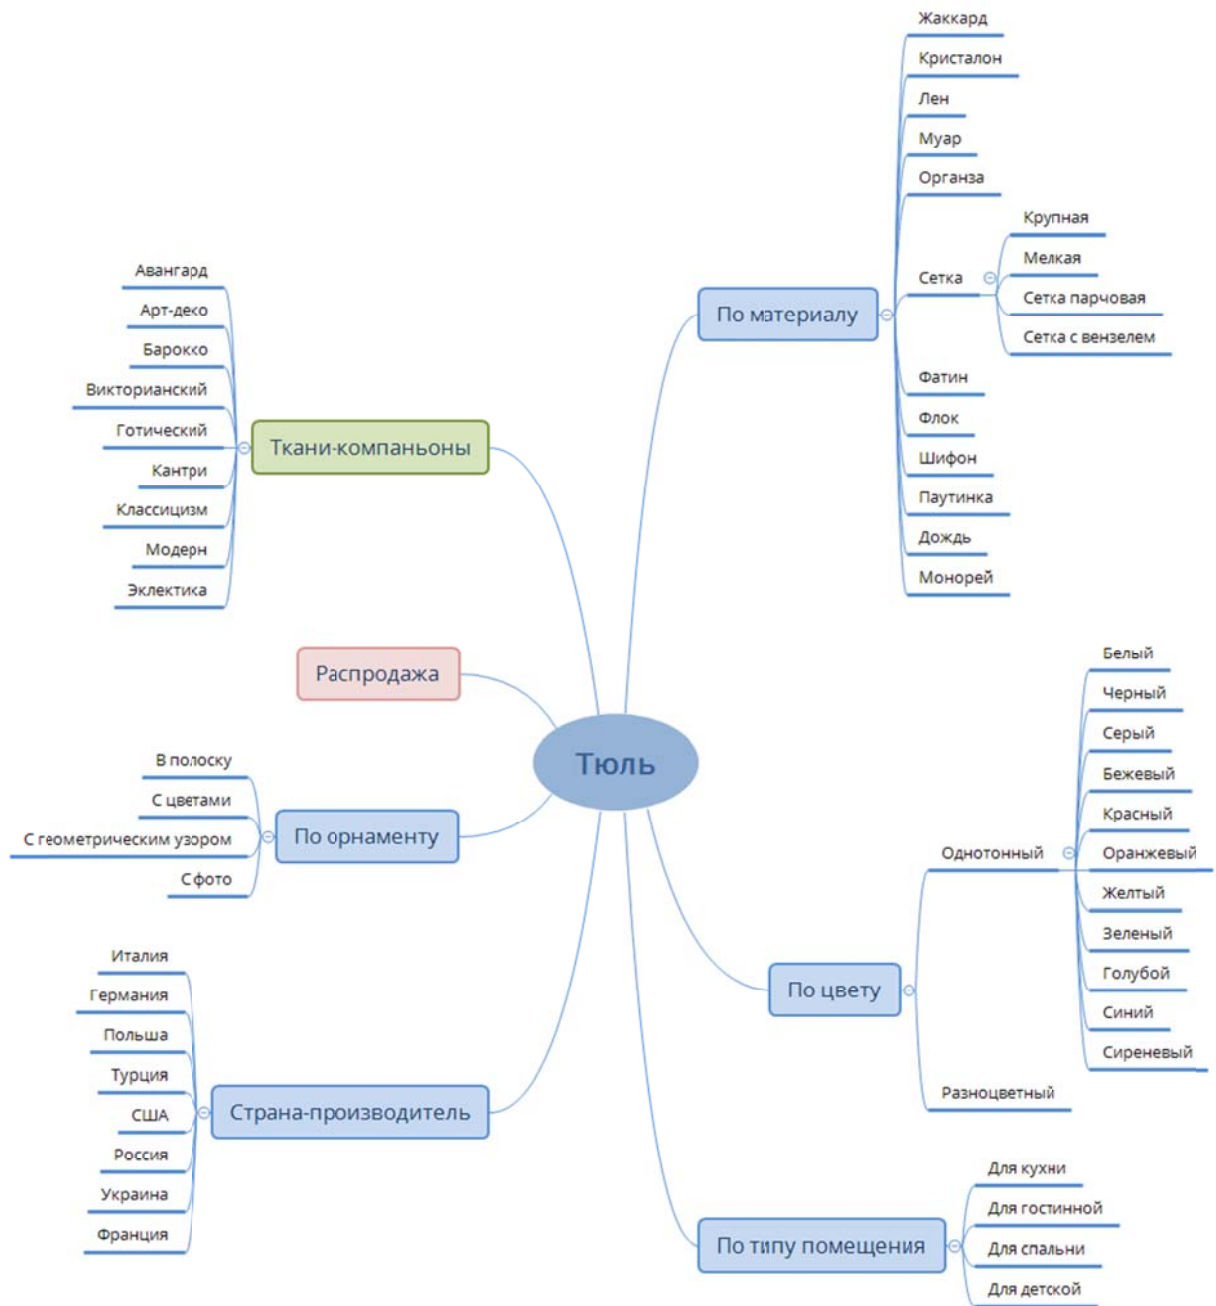 Тюль
По материалу
Жаккард
Кристалон
Лен
Муар
Органза
Сетка
Крупная
Мелкая
Сетка парчовая
Сетка с вензелем
Фатин
Флок
Шифон
Паутинка
Дождь
Монорей
По цвету
Однотонный
Белый
Черный
Серый
Бежевый
Красный
Оранжевый
Желтый
Зеленый
Голубой
Синий
Сиреневый
Разноцветный
По типу помещения
Для кухни
Для гостинной
Для спальни
Для детской
Ткани-компаньоны
Авангард
Арт-деко
Барокко
Викторианский
Готический
Кантри
Классицизм
Модерн
Эклектика
Распродажа
По орнаменту
В полоску
С цветами
С геометрическим узором
С фото
Страна-производитель
Италия
Германия
Польша
Турция
США
Россия
Украина
Франция